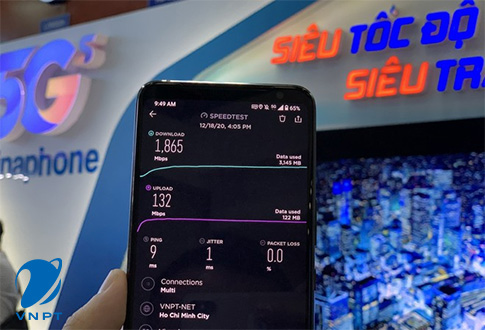 5G
SIÊU TỐC ĐỘ
SIÊU TR
naphone
9:49 AM
5G 65%
SPEEDTEST
12/18/20, 4:05 PM
DOWNLOAD
1,865
Mbps
Data used
3,145 MB
UPLOAD
132
Mbps
Data used
122 MB
PING
JITTER
PACKET LOSS
9
1
0.0
ms
ms
%
Connections
Multi
VNPT-NET
Ho Chi Minh City
VNPT